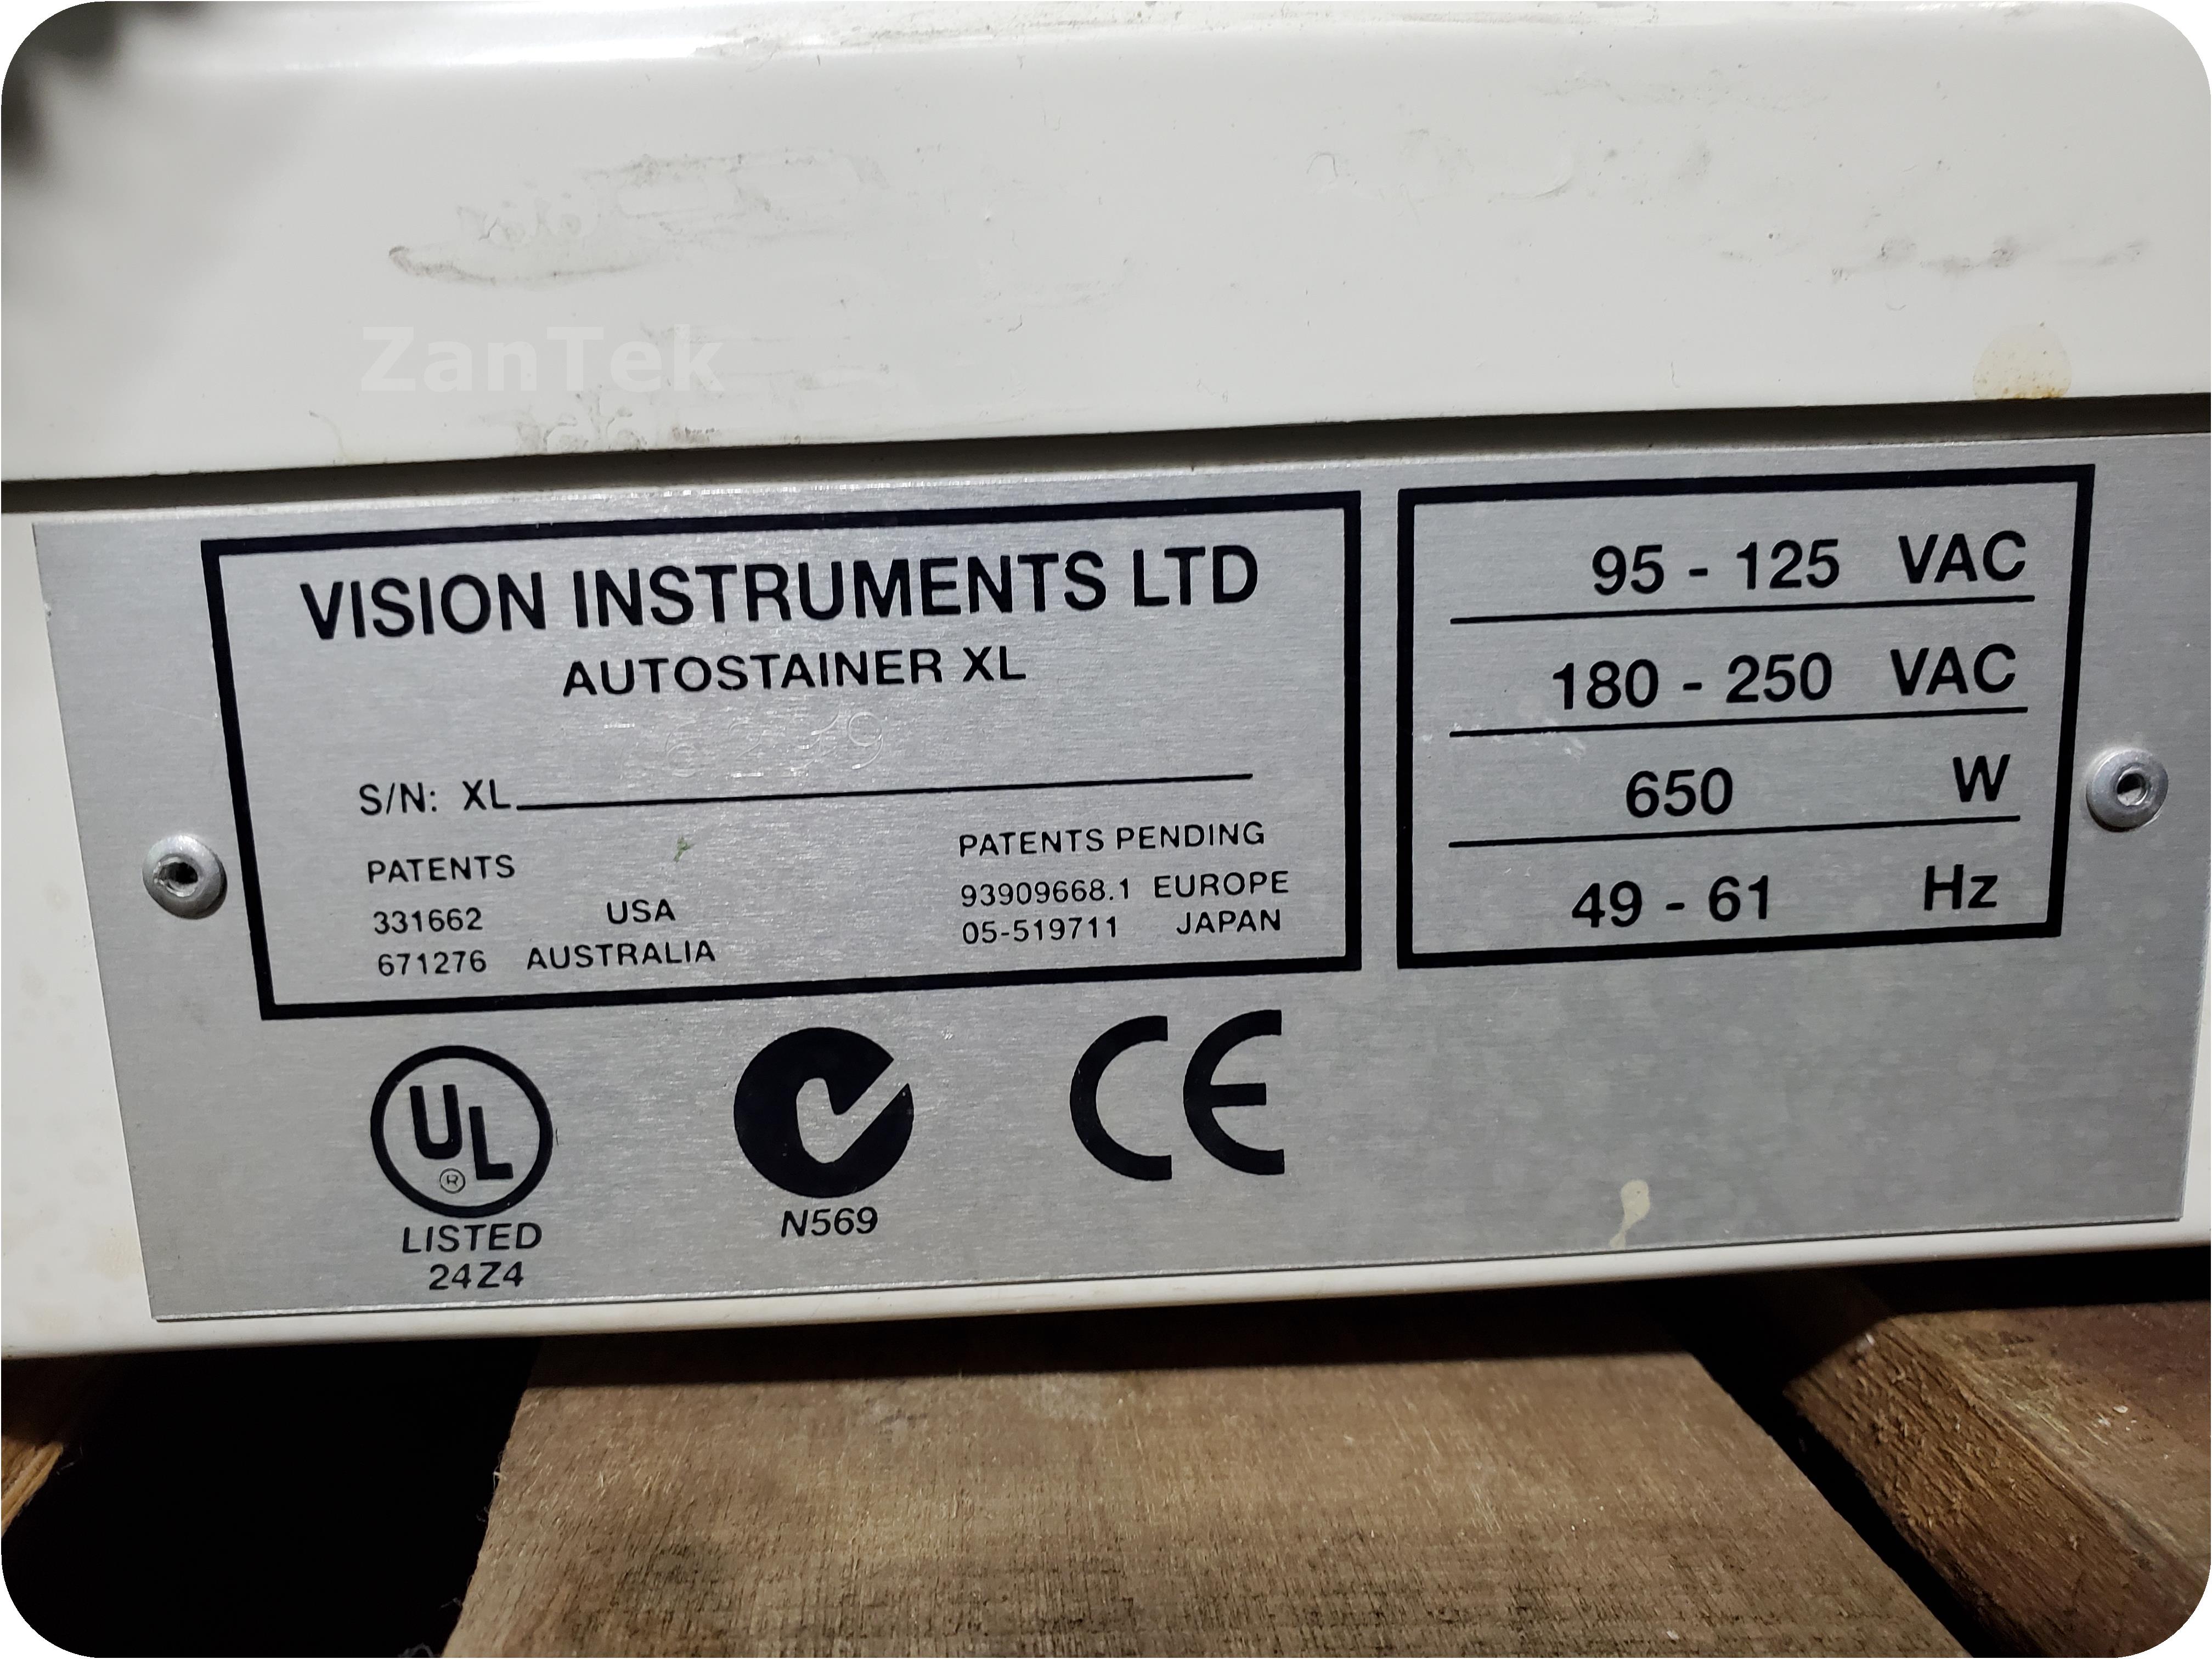 ZanTek
VISION INSTRUMENTS LTD
AUTOSTAINER XL
S/N: XL
PATENTS
331662 USA
671276 AUSTRALIA
PATENTS PENDING
93909668.1 EUROPE
05-519711 JAPAN
95 - 125 VAC
180 - 250 VAC
650 W
49 - 61 Hz
UL
®
LISTED
24Z4
N569
CE